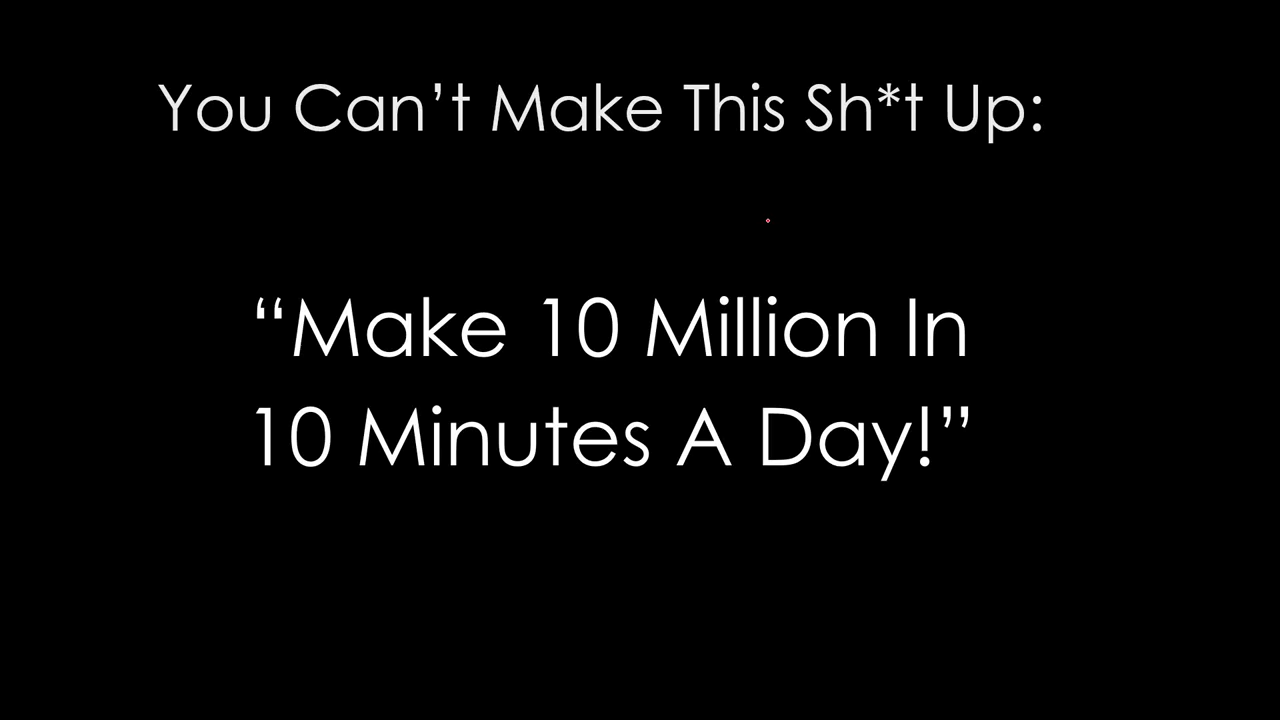 You Can’t Make This Sh*t Up:
“Make 10 Million In
10 Minutes A Day!”